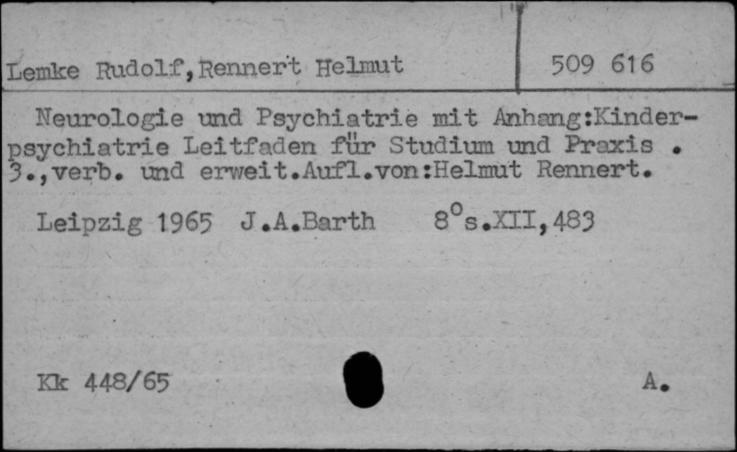 Lemke Rudolf,Rennert Helmut 509 616
Neurologie und Psychiatrie mit Anhang:Kinder-
psychiatrie Leitfaden für Studium und Praxis .
3.,verb. und erweit.Aufl.von:Helmut Rennert.
Leipzig 1965 J.A.Barth 8°s.XII,483
Kk 448/65 A.